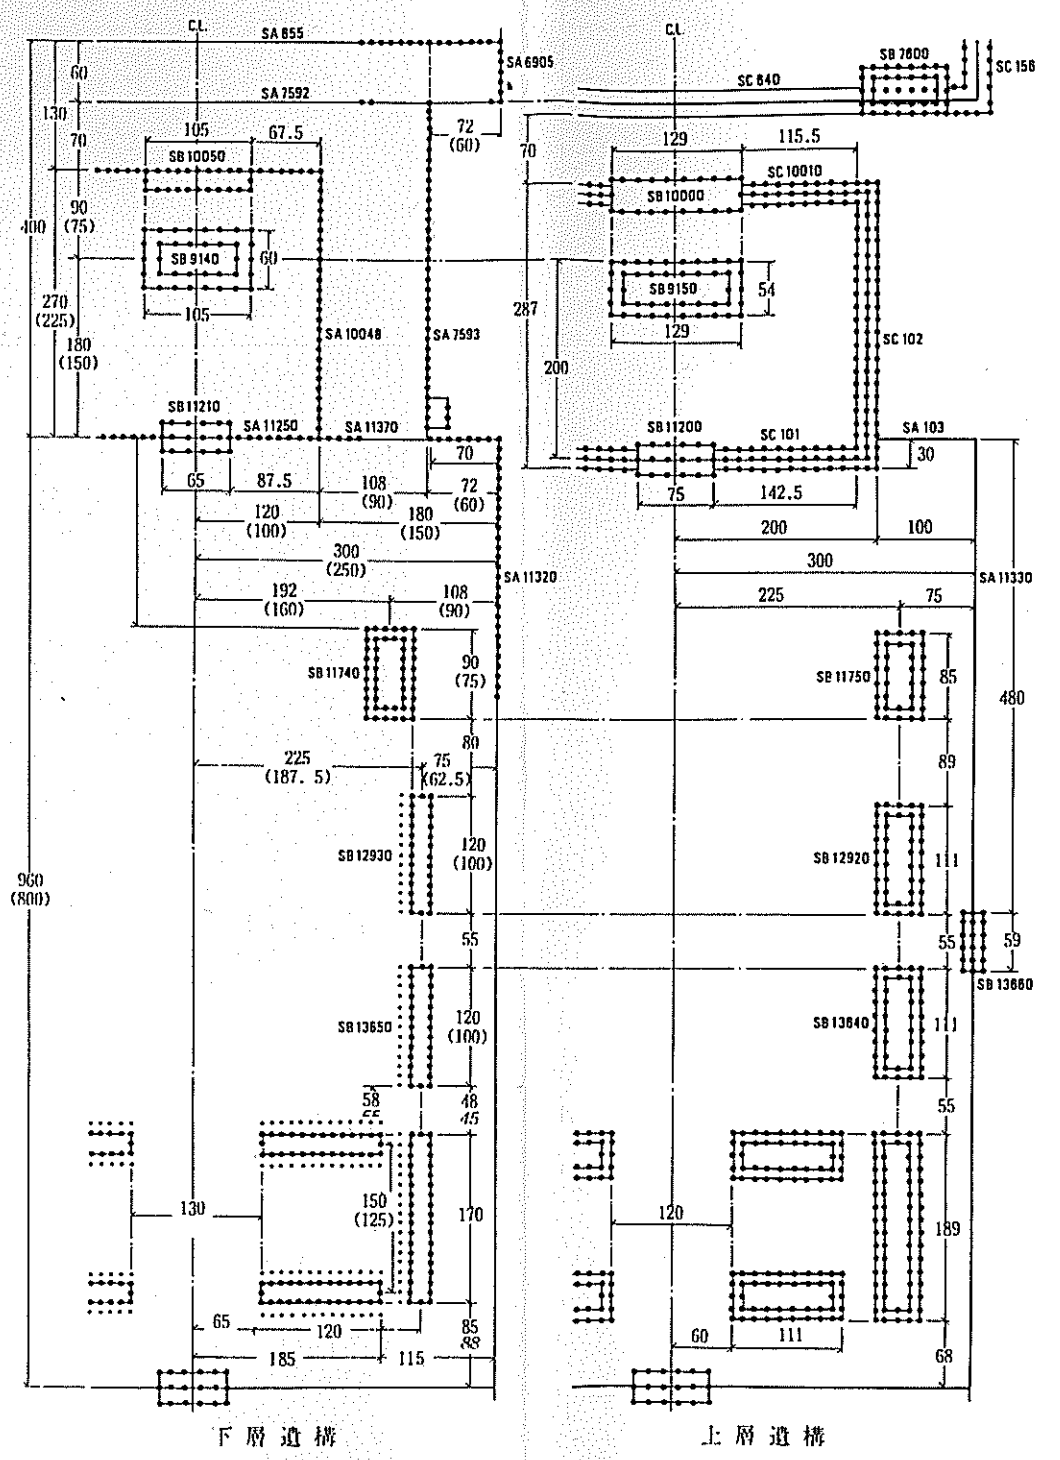 C.L.
SA 655
SA 6905
60
SA 7592
130
72
(60)
70
105
67.5
SB 10050
90
(75)
400
SB 9140
60
270
(225)
105
SA 10048
SA 7593
180
(150)
SB 11210
SA 11250
SA 11370
70
65
87.5
108
(90)
72
(60)
120
(100)
180
(150)
300
(250)
SA 11320
192
(160)
108
(90)
SB 11740
90
(75)
80
225
(187.5)
75
(62.5)
SB 12930
120
(100)
960
(800)
55
SB 13650
120
(100)
58
55
48
45
130
150
(125)
170
65
120
85
88
185
115
下層遺構
C.L.
SB 7600
SC 156
SC 640
129
115.5
70
SC 10010
SB 10000
SB 9150
54
287
129
SC 102
200
SB 11200
SC 101
SA 103
30
75
142.5
200
100
300
SA 11330
225
75
SB 11750
85
480
89
SB 12920
111
55
59
SB 13660
SB 13640
111
55
120
189
60
111
68
上層遺構